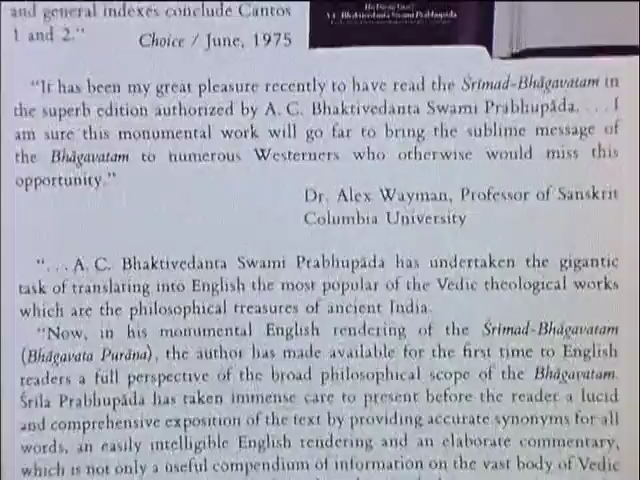 and general indexes conclude Cantos
1 and 2."
Choice / June, 1975
A.C. Bhaktivedanta Swami Prabhupāda
"It has been my great pleasure recently to have read the Śrīmad-Bhāgavatam in
the superb edition authorized by A. C. Bhaktivedanta Swami Prabhupāda. . . . I
am sure this monumental work will go far to bring the sublime message of
the Bhāgavatam to numerous Westerners who otherwise would miss this
opportunity."
Dr. Alex Wayman, Professor of Sanskrit
Columbia University
". . . A. C. Bhaktivedanta Swami Prabhupāda has undertaken the gigantic
task of translating into English the most popular of the Vedic theological works
which are the philosophical treasures of ancient India.
"Now, in his monumental English rendering of the Śrīmad-Bhāgavatam
(Bhāgavata Purāṇa), the author has made available for the first time to English
readers a full perspective of the broad philosophical scope of the Bhāgavatam.
Śrīla Prabhupāda has taken immense care to present before the reader a lucid
and comprehensive exposition of the text by providing accurate synonyms for all
words, an easily intelligible English rendering and an elaborate commentary,
which is not only a useful compendium of information on the vast body of Vedic